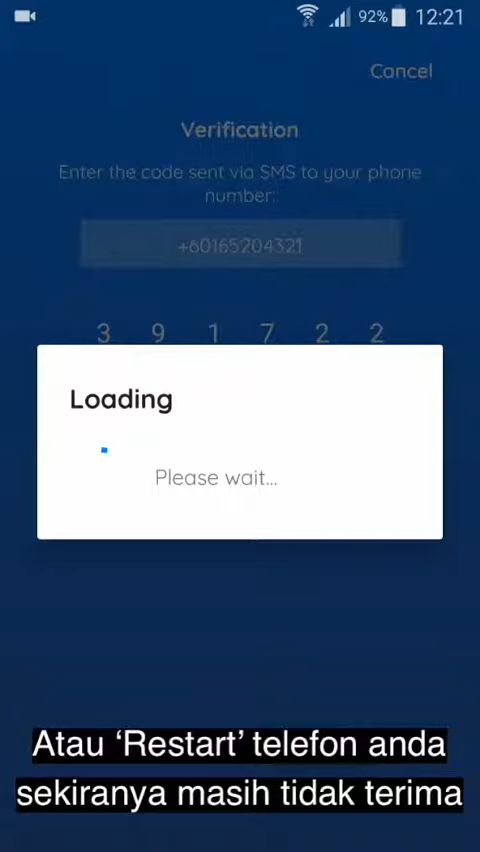 92% 12:21
Cancel
Verification
Enter the code sent via SMS to your phone
number:
+60165204321
3 9 1 7 2 2
Loading
Please wait...
Atau ‘Restart’ telefon anda
sekiranya masih tidak terima